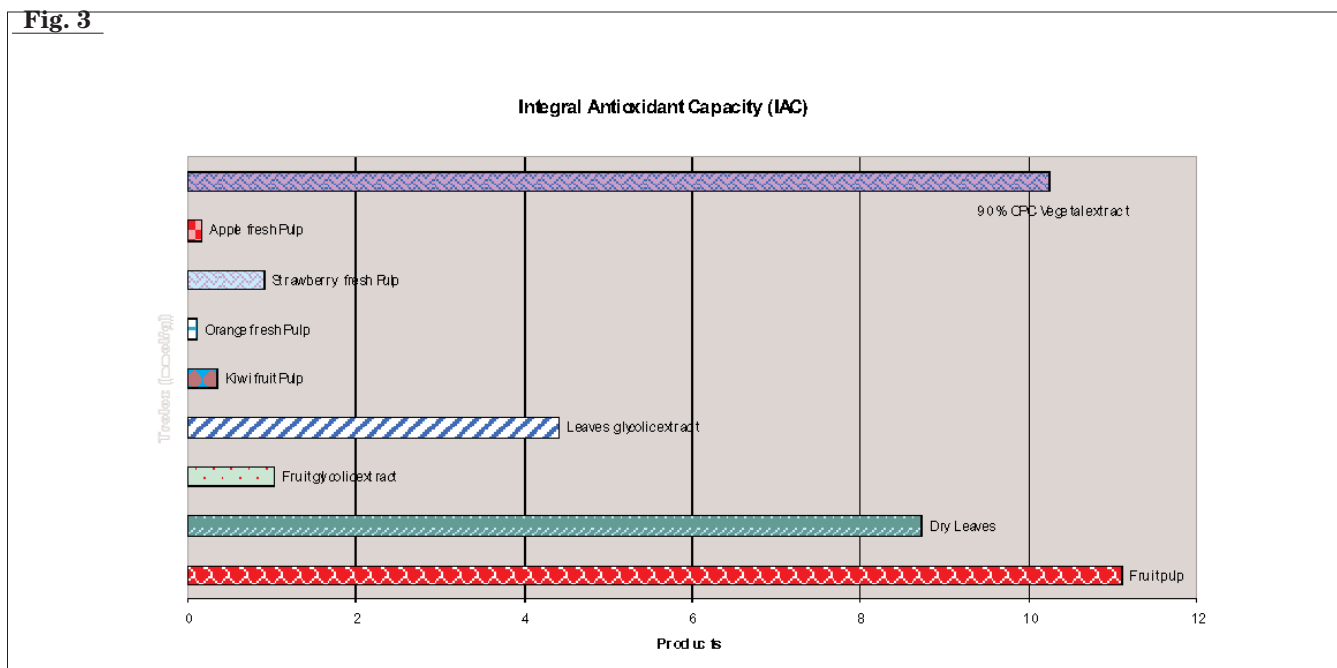 Fig. 3
Integral Antioxidant Capacity (IAC)
90% CPC Vegetal extract
Apple fresh Pulp
Strawberry fresh Pulp
Orange fresh Pulp
Kiwi fruit Pulp
Leaves glycolic extract
Fruit glycolic extract
Dry Leaves
Fruit pulp
0 2 4 6 8 10 12
Products
Trolox